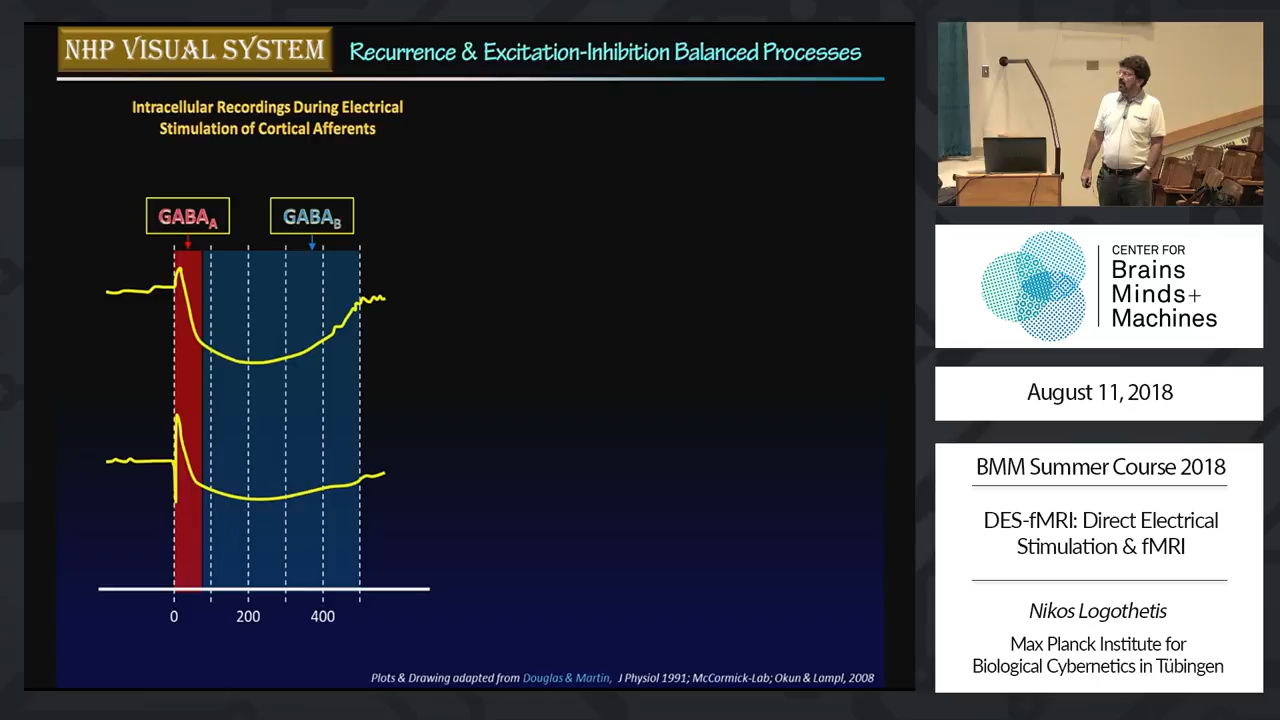 NHP VISUAL SYSTEM
Recurrence & Excitation-Inhibition Balanced Processes
Intracellular Recordings During Electrical
Stimulation of Cortical Afferents
GABAA
GABAB
0
200
400
Plots & Drawing adapted from Douglas & Martin, J Physiol 1991; McCormick-Lab; Okun & Lampl, 2008
CENTER FOR
Brains
Minds+
Machines
August 11, 2018
BMM Summer Course 2018
DES-fMRI: Direct Electrical
Stimulation & fMRI
Nikos Logothetis
Max Planck Institute for
Biological Cybernetics in Tübingen